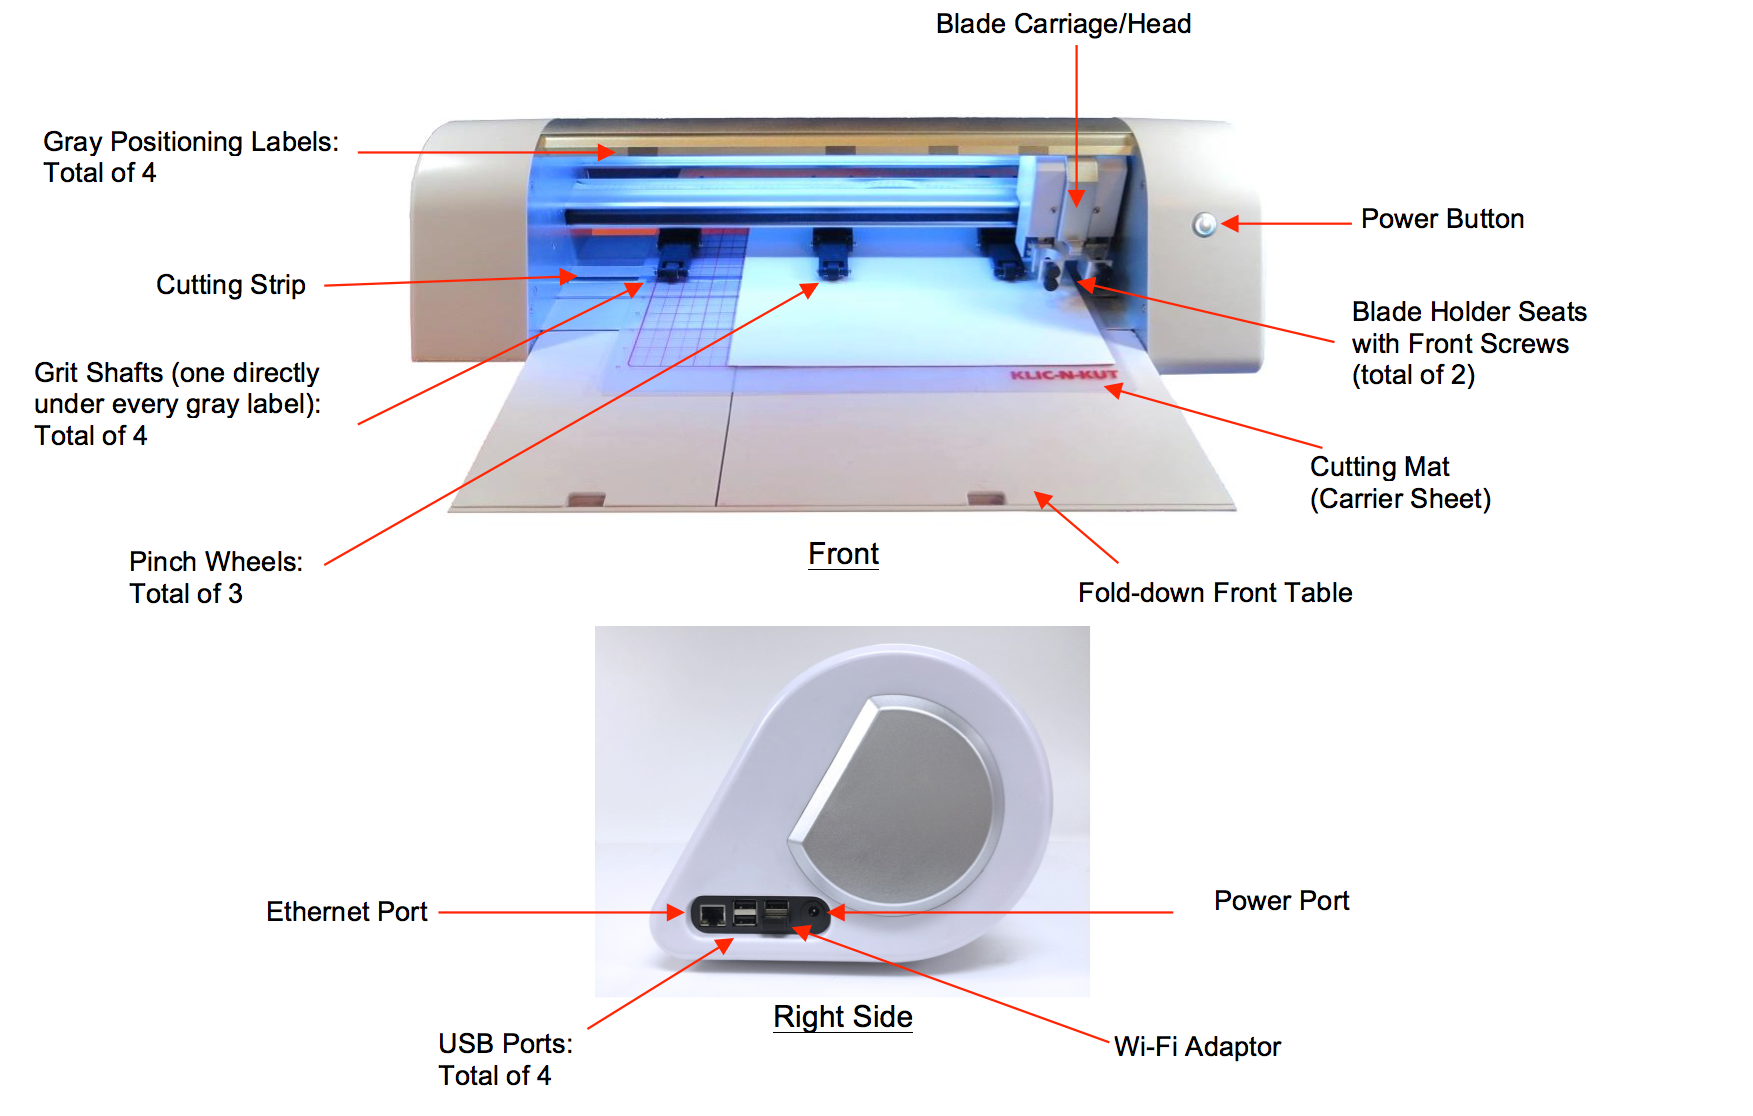 Blade Carriage/Head
Gray Positioning Labels:
Total of 4
Power Button
Cutting Strip
Blade Holder Seats
with Front Screws
(total of 2)
Grit Shafts (one directly
under every gray label):
Total of 4
KLIC-N-KUT
Cutting Mat
(Carrier Sheet)
Pinch Wheels:
Total of 3
Front
Fold-down Front Table
Ethernet Port
Power Port
Right Side
USB Ports:
Total of 4
Wi-Fi Adaptor